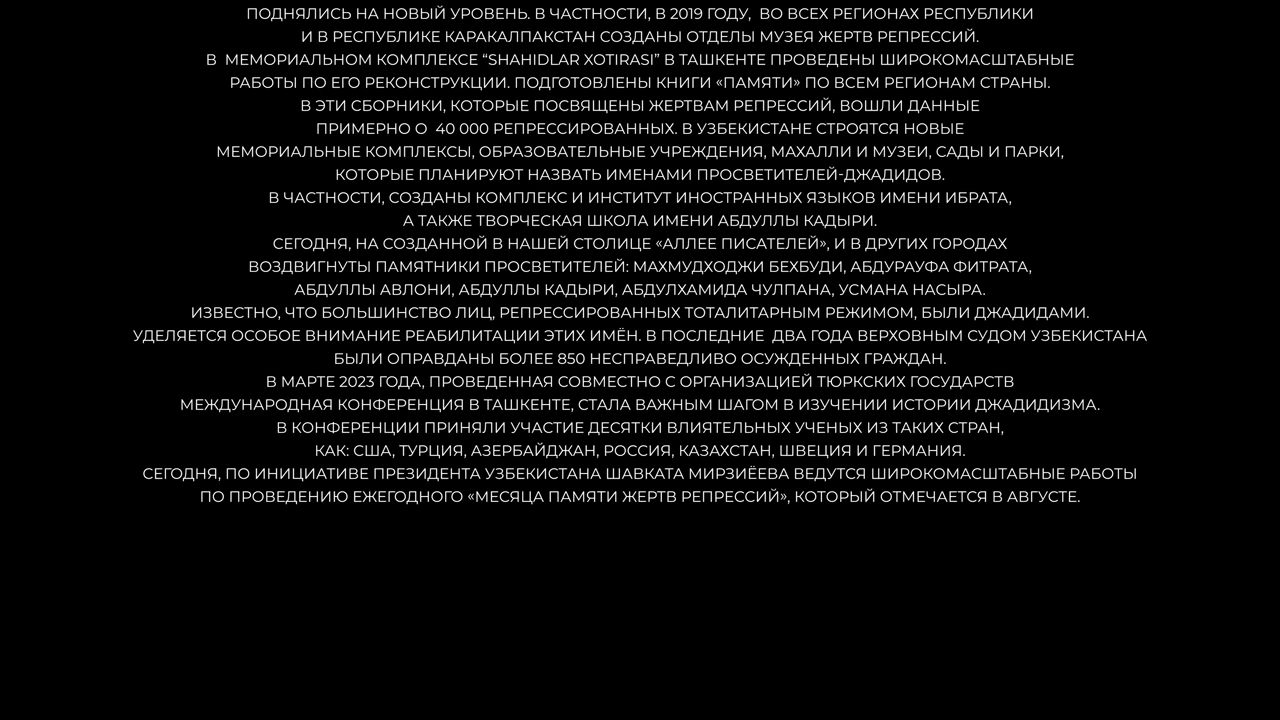 ПОДНЯЛИСЬ НА НОВЫЙ УРОВЕНЬ. В ЧАСТНОСТИ, В 2019 ГОДУ,  ВО ВСЕХ РЕГИОНАХ РЕСПУБЛИКИ
И В РЕСПУБЛИКЕ КАРАКАЛПАКСТАН СОЗДАНЫ ОТДЕЛЫ МУЗЕЯ ЖЕРТВ РЕПРЕССИЙ.
В  МЕМОРИАЛЬНОМ КОМПЛЕКСЕ “SHAHIDLAR XOTIRASI” В ТАШКЕНТЕ ПРОВЕДЕНЫ ШИРОКОМАСШТАБНЫЕ
РАБОТЫ ПО ЕГО РЕКОНСТРУКЦИИ. ПОДГОТОВЛЕНЫ КНИГИ «ПАМЯТИ» ПО ВСЕМ РЕГИОНАМ СТРАНЫ.
В ЭТИ СБОРНИКИ, КОТОРЫЕ ПОСВЯЩЕНЫ ЖЕРТВАМ РЕПРЕССИЙ, ВОШЛИ ДАННЫЕ
ПРИМЕРНО О  40 000 РЕПРЕССИРОВАННЫХ. В УЗБЕКИСТАНЕ СТРОЯТСЯ НОВЫЕ
МЕМОРИАЛЬНЫЕ КОМПЛЕКСЫ, ОБРАЗОВАТЕЛЬНЫЕ УЧРЕЖДЕНИЯ, МАХАЛЛИ И МУЗЕИ, САДЫ И ПАРКИ,
КОТОРЫЕ ПЛАНИРУЮТ НАЗВАТЬ ИМЕНАМИ ПРОСВЕТИТЕЛЕЙ-ДЖАДИДОВ.
В ЧАСТНОСТИ, СОЗДАНЫ КОМПЛЕКС И ИНСТИТУТ ИНОСТРАННЫХ ЯЗЫКОВ ИМЕНИ ИБРАТА,
А ТАКЖЕ ТВОРЧЕСКАЯ ШКОЛА ИМЕНИ АБДУЛЛЫ КАДЫРИ.
СЕГОДНЯ, НА СОЗДАННОЙ В НАШЕЙ СТОЛИЦЕ «АЛЛЕЕ ПИСАТЕЛЕЙ», И В ДРУГИХ ГОРОДАХ
ВОЗДВИГНУТЫ ПАМЯТНИКИ ПРОСВЕТИТЕЛЕЙ: МАХМУДХОДЖИ БЕХБУДИ, АБДУРАУФА ФИТРАТА,
АБДУЛЛЫ АВЛОНИ, АБДУЛЛЫ КАДЫРИ, АБДУЛХАМИДА ЧУЛПАНА, УСМАНА НАСЫРА.
ИЗВЕСТНО, ЧТО БОЛЬШИНСТВО ЛИЦ, РЕПРЕССИРОВАННЫХ ТОТАЛИТАРНЫМ РЕЖИМОМ, БЫЛИ ДЖАДИДАМИ.
УДЕЛЯЕТСЯ ОСОБОЕ ВНИМАНИЕ РЕАБИЛИТАЦИИ ЭТИХ ИМЁН. В ПОСЛЕДНИЕ  ДВА ГОДА ВЕРХОВНЫМ СУДОМ УЗБЕКИСТАНА
БЫЛИ ОПРАВДАНЫ БОЛЕЕ 850 НЕСПРАВЕДЛИВО ОСУЖДЕННЫХ ГРАЖДАН.
В МАРТЕ 2023 ГОДА, ПРОВЕДЕННАЯ СОВМЕСТНО С ОРГАНИЗАЦИЕЙ ТЮРКСКИХ ГОСУДАРСТВ
МЕЖДУНАРОДНАЯ КОНФЕРЕНЦИЯ В ТАШКЕНТЕ, СТАЛА ВАЖНЫМ ШАГОМ В ИЗУЧЕНИИ ИСТОРИИ ДЖАДИДИЗМА.
В КОНФЕРЕНЦИИ ПРИНЯЛИ УЧАСТИЕ ДЕСЯТКИ ВЛИЯТЕЛЬНЫХ УЧЕНЫХ ИЗ ТАКИХ СТРАН,
КАК: США, ТУРЦИЯ, АЗЕРБАЙДЖАН, РОССИЯ, КАЗАХСТАН, ШВЕЦИЯ И ГЕРМАНИЯ.
СЕГОДНЯ, ПО ИНИЦИАТИВЕ ПРЕЗИДЕНТА УЗБЕКИСТАНА ШАВКАТА МИРЗИЁЕВА ВЕДУТСЯ ШИРОКОМАСШТАБНЫЕ РАБОТЫ
ПО ПРОВЕДЕНИЮ ЕЖЕГОДНОГО «МЕСЯЦА ПАМЯТИ ЖЕРТВ РЕПРЕССИЙ», КОТОРЫЙ ОТМЕЧАЕТСЯ В АВГУСТЕ.